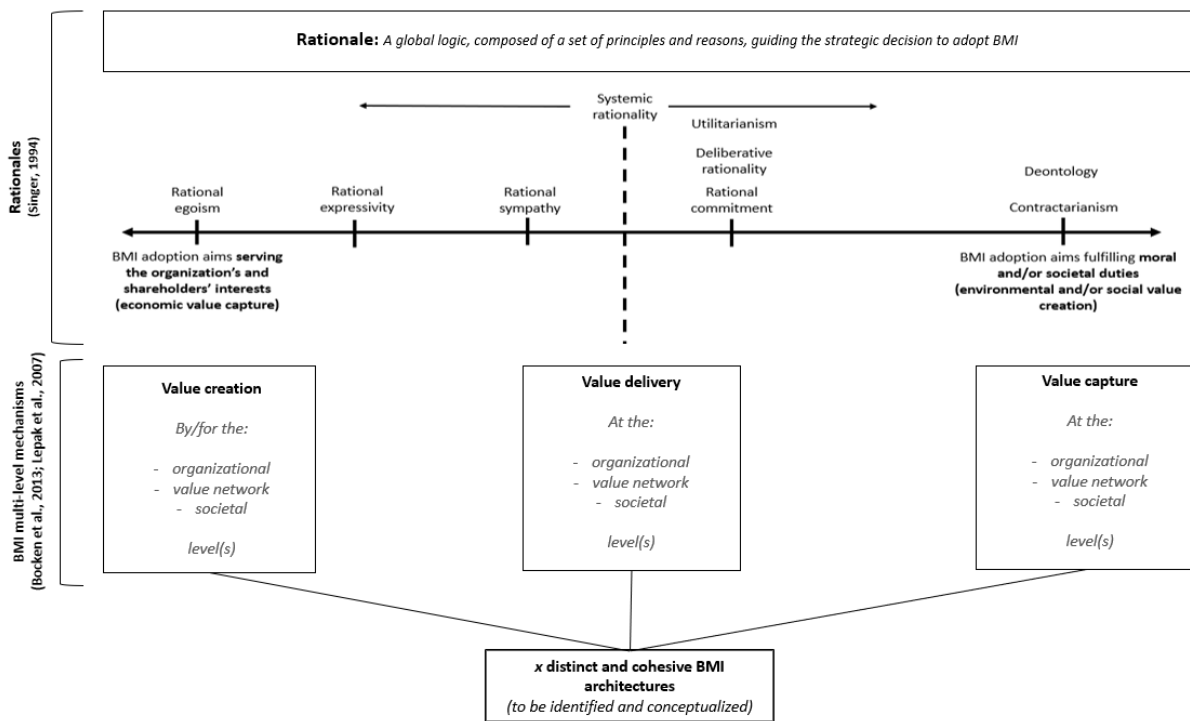 Rationale: A global logic, composed of a set of principles and reasons, guiding the strategic decision to adopt BMI
Rationales
(Singer, 1994)
Systemic
rationality
Utilitarianism
Deliberative
rationality
Deontology
Rational
egoism
Rational
expressivity
Rational
sympathy
Rational
commitment
Contractarianism
BMI adoption aims serving
the organization's and
shareholders' interests
(economic value capture)
BMI adoption aims fulfilling moral
and/or societal duties
(environmental and/or social value
creation)
BMI multi-level mechanisms
(Bocken et al., 2013; Lepak et al., 2007)
Value creation
By/for the:
- organizational
- value network
- societal
level(s)
Value delivery
At the:
- organizational
- value network
- societal
level(s)
Value capture
At the:
- organizational
- value network
- societal
level(s)
x distinct and cohesive BMI
architectures
(to be identified and conceptualized)